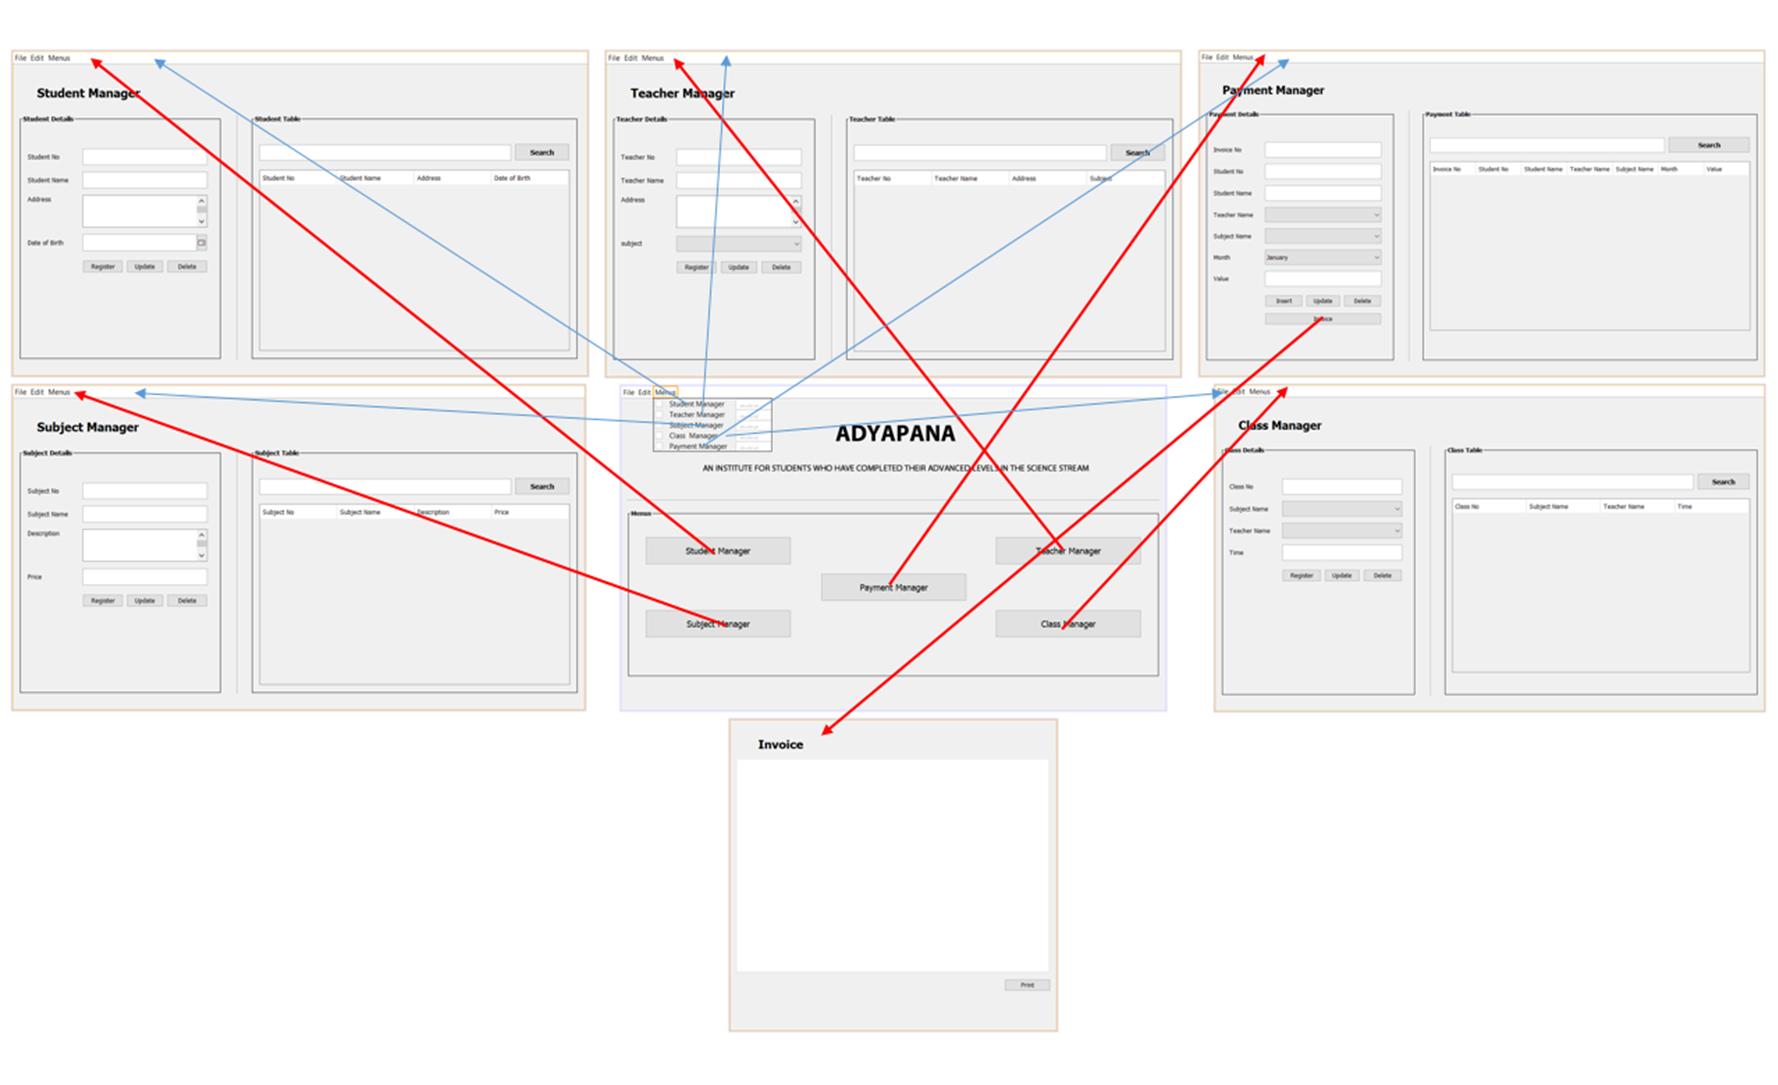 File Edit Menus
Student Manager
Student Details
Student No
Student Name
Address
Date of Birth
Register Update Delete
Student Table
Search
Student No Student Name Address Date of Birth
File Edit Menus
Teacher Manager
Teacher Details
Teacher No
Teacher Name
Address
subject
Register Update Delete
Teacher Table
Search
Teacher No Teacher Name Address Subject
File Edit Menus
Payment Manager
Payment Details
Invoice No
Student No
Student Name
Teacher Name
Subject Name
Month January
Value
Insert Update Delete
Invoice
Payment Table
Search
Invoice No Student No Student Name Teacher Name Subject Name Month Value
File Edit Menus
Subject Manager
Subject Details
Subject No
Subject Name
Description
Price
Register Update Delete
Subject Table
Search
Subject No Subject Name Description Price
File Edit Menus
Student Manager
Teacher Manager
Subject Manager
Class Manager
Payment Manager
ADYAPANA
AN INSTITUTE FOR STUDENTS WHO HAVE COMPLETED THEIR ADVANCED LEVELS IN THE SCIENCE STREAM
Menus
Student Manager
Teacher Manager
Payment Manager
Subject Manager
Class Manager
File Edit Menus
Class Manager
Class Details
Class No
Subject Name
Teacher Name
Time
Register Update Delete
Class Table
Search
Class No Subject Name Teacher Name Time
Invoice
Print